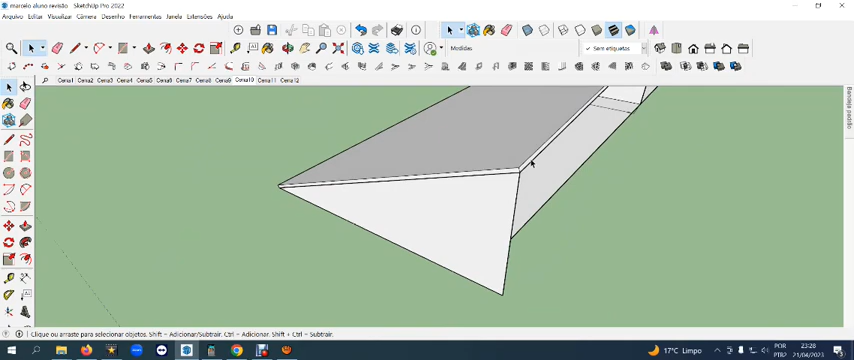 marcelo aluno revisão - SketchUp Pro 2022
Arquivo Editar Visualizar Câmera Desenho Ferramentas Janela Extensões Ajuda
Medidas
Sem etiquetas
Cena1 Cena2 Cena3 Cena4 Cena5 Cena6 Cena7 Cena8 Cena9 Cena10 Cena11 Cena12
Bandeja padrão
Clique ou arraste para selecionar objetos. Shift = Adicionar/Subtrair. Ctrl = Adicionar. Shift + Ctrl = Subtrair.
17°C Limpo
POR
PTB2
23:28
21/04/2023